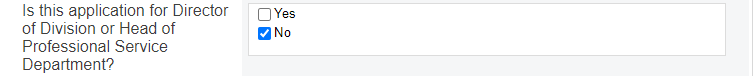 Is this application for Director
of Division or Head of
Professional Service
Department?
Yes
No